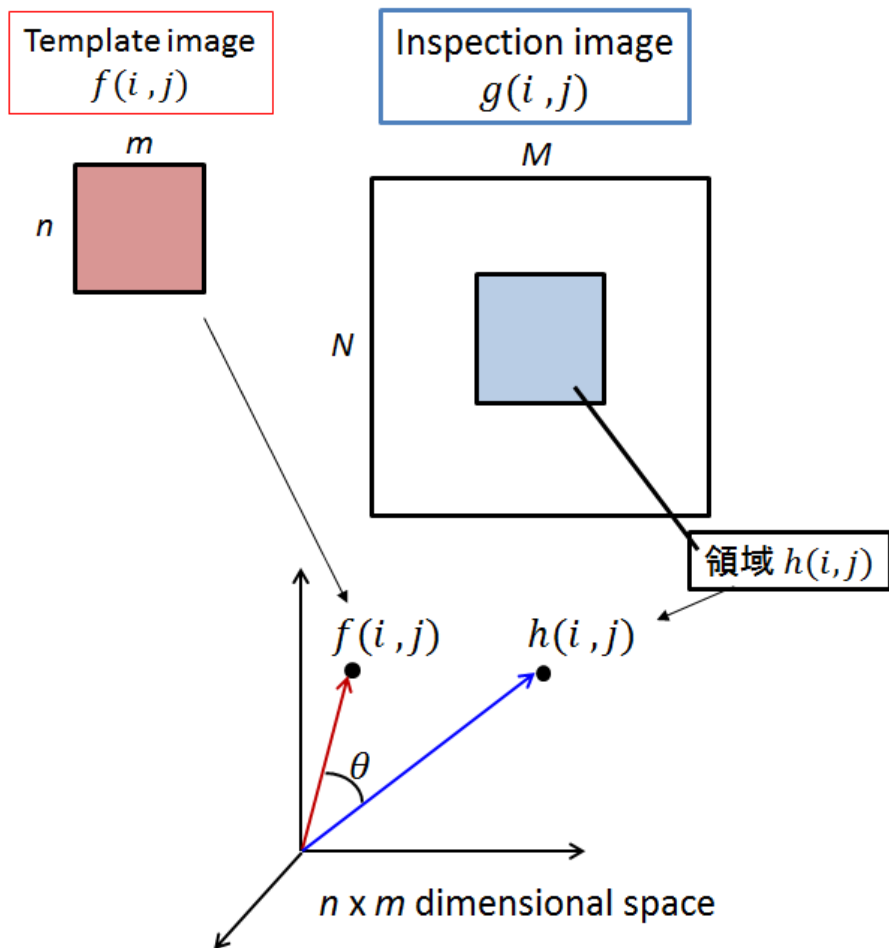 Template image
f(i ,j)
Inspection image
g(i ,j)
m
n
M
N
領域 h(i,j)
f(i ,j)
h(i ,j)
θ
n x m dimensional space